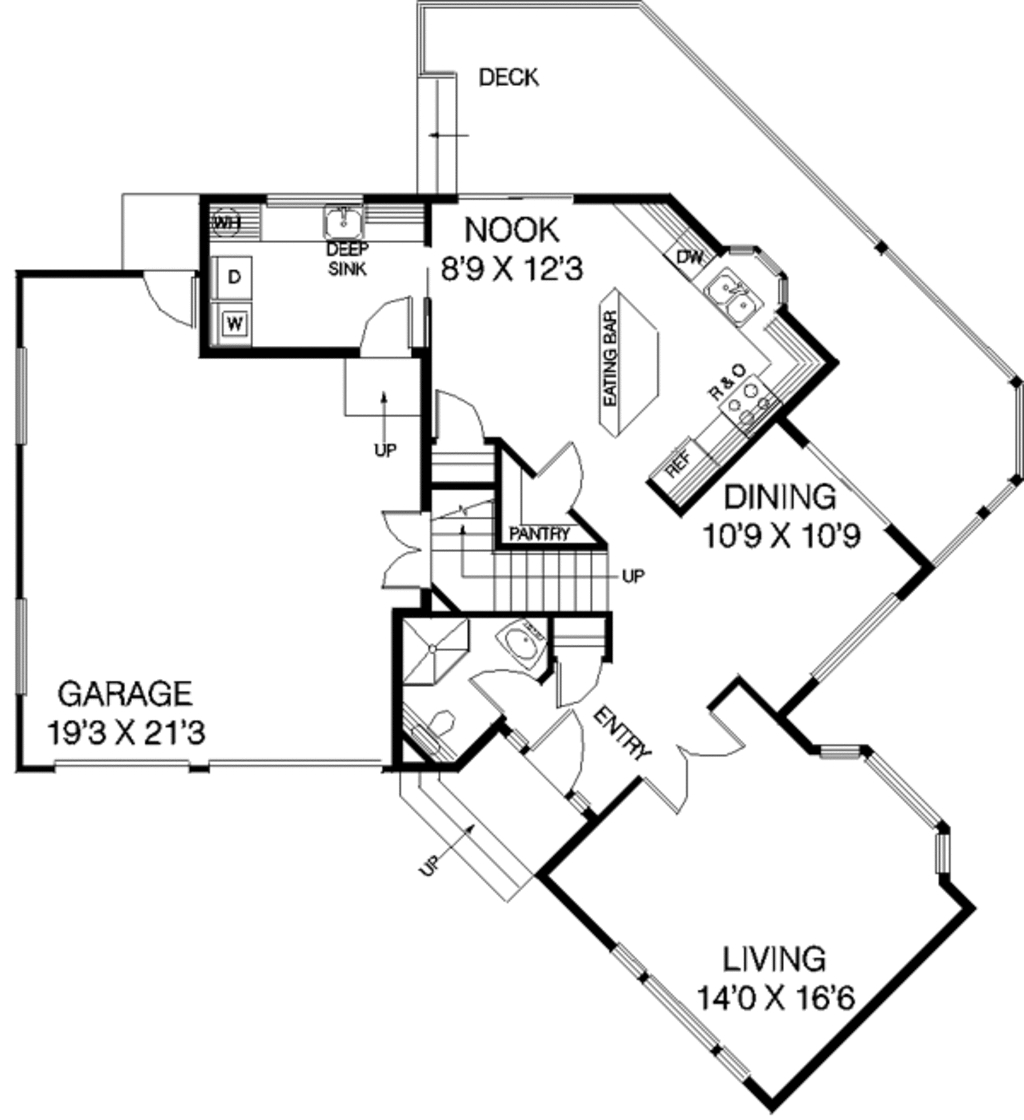 DECK
WH
DEEP
SINK
D
W
NOOK
8'9 X 12'3
DW
EATING BAR
R & O
REF
UP
PANTRY
DINING
10'9 X 10'9
UP
GARAGE
19'3 X 21'3
ENTRY
UP
LIVING
14'0 X 16'6